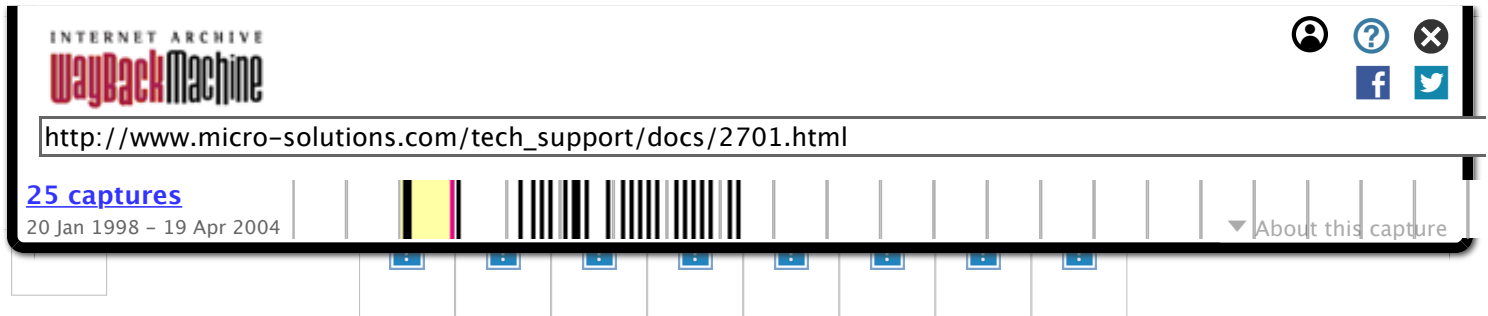 INTERNET ARCHIVE
WayBackMachine
http://www.micro-solutions.com/tech_support/docs/2701.html
25 captures
20 Jan 1998 – 19 Apr 2004
▼ About this capture